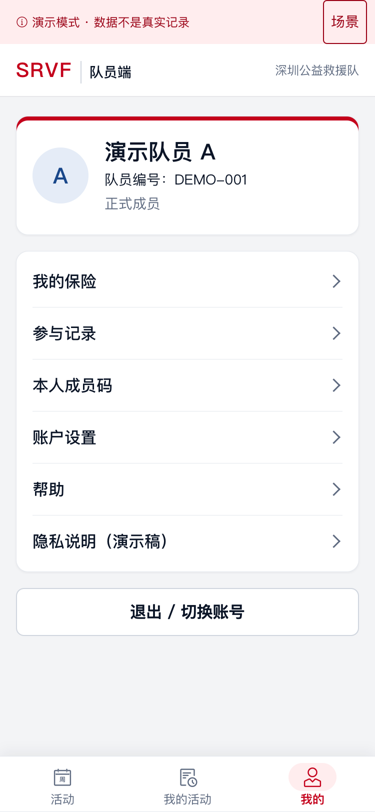 演示模式 · 数据不是真实记录
场景
SRVF 队员端
深圳公益救援队
A
演示队员 A
队员编号：DEMO-001
正式成员
我的保险
参与记录
本人成员码
账户设置
帮助
隐私说明（演示稿）
退出 / 切换账号
周
活动
我的活动
我的